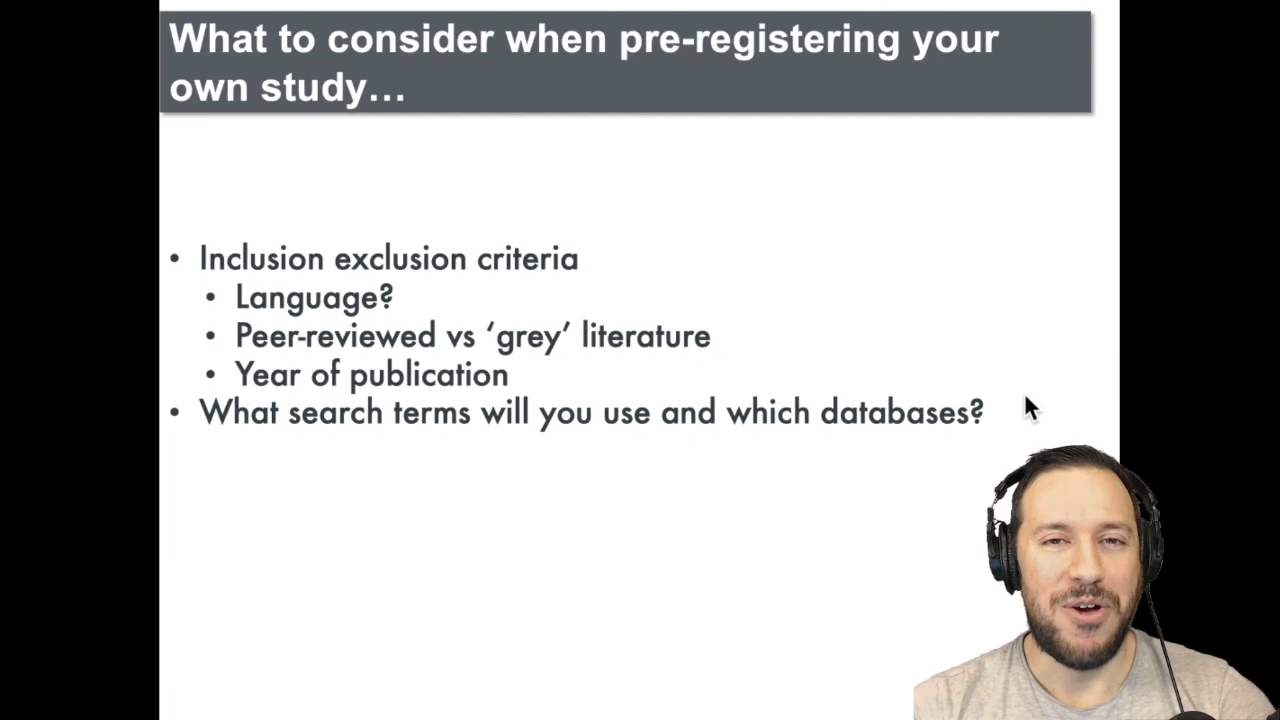 What to consider when pre-registering your
own study…
• Inclusion exclusion criteria
• Language?
• Peer-reviewed vs ‘grey’ literature
• Year of publication
• What search terms will you use and which databases?